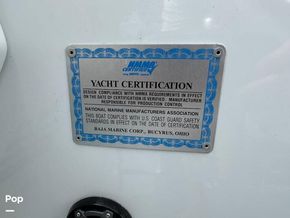 NMMA
CERTIFIED
YACHT CERTIFICATION
DESIGN COMPLIANCE WITH NMMA REQUIREMENTS IN EFFECT
ON THE DATE OF CERTIFICATION IS VERIFIED. MANUFACTURER
RESPONSIBLE FOR PRODUCTION CONTROL
NATIONAL MARINE MANUFACTURERS ASSOCIATION
THIS BOAT COMPLIES WITH U.S. COAST GUARD SAFETY
STANDARDS IN EFFECT ON THE DATE OF CERTIFICATION
BAJA MARINE CORP., BUCYRUS, OHIO
Pop